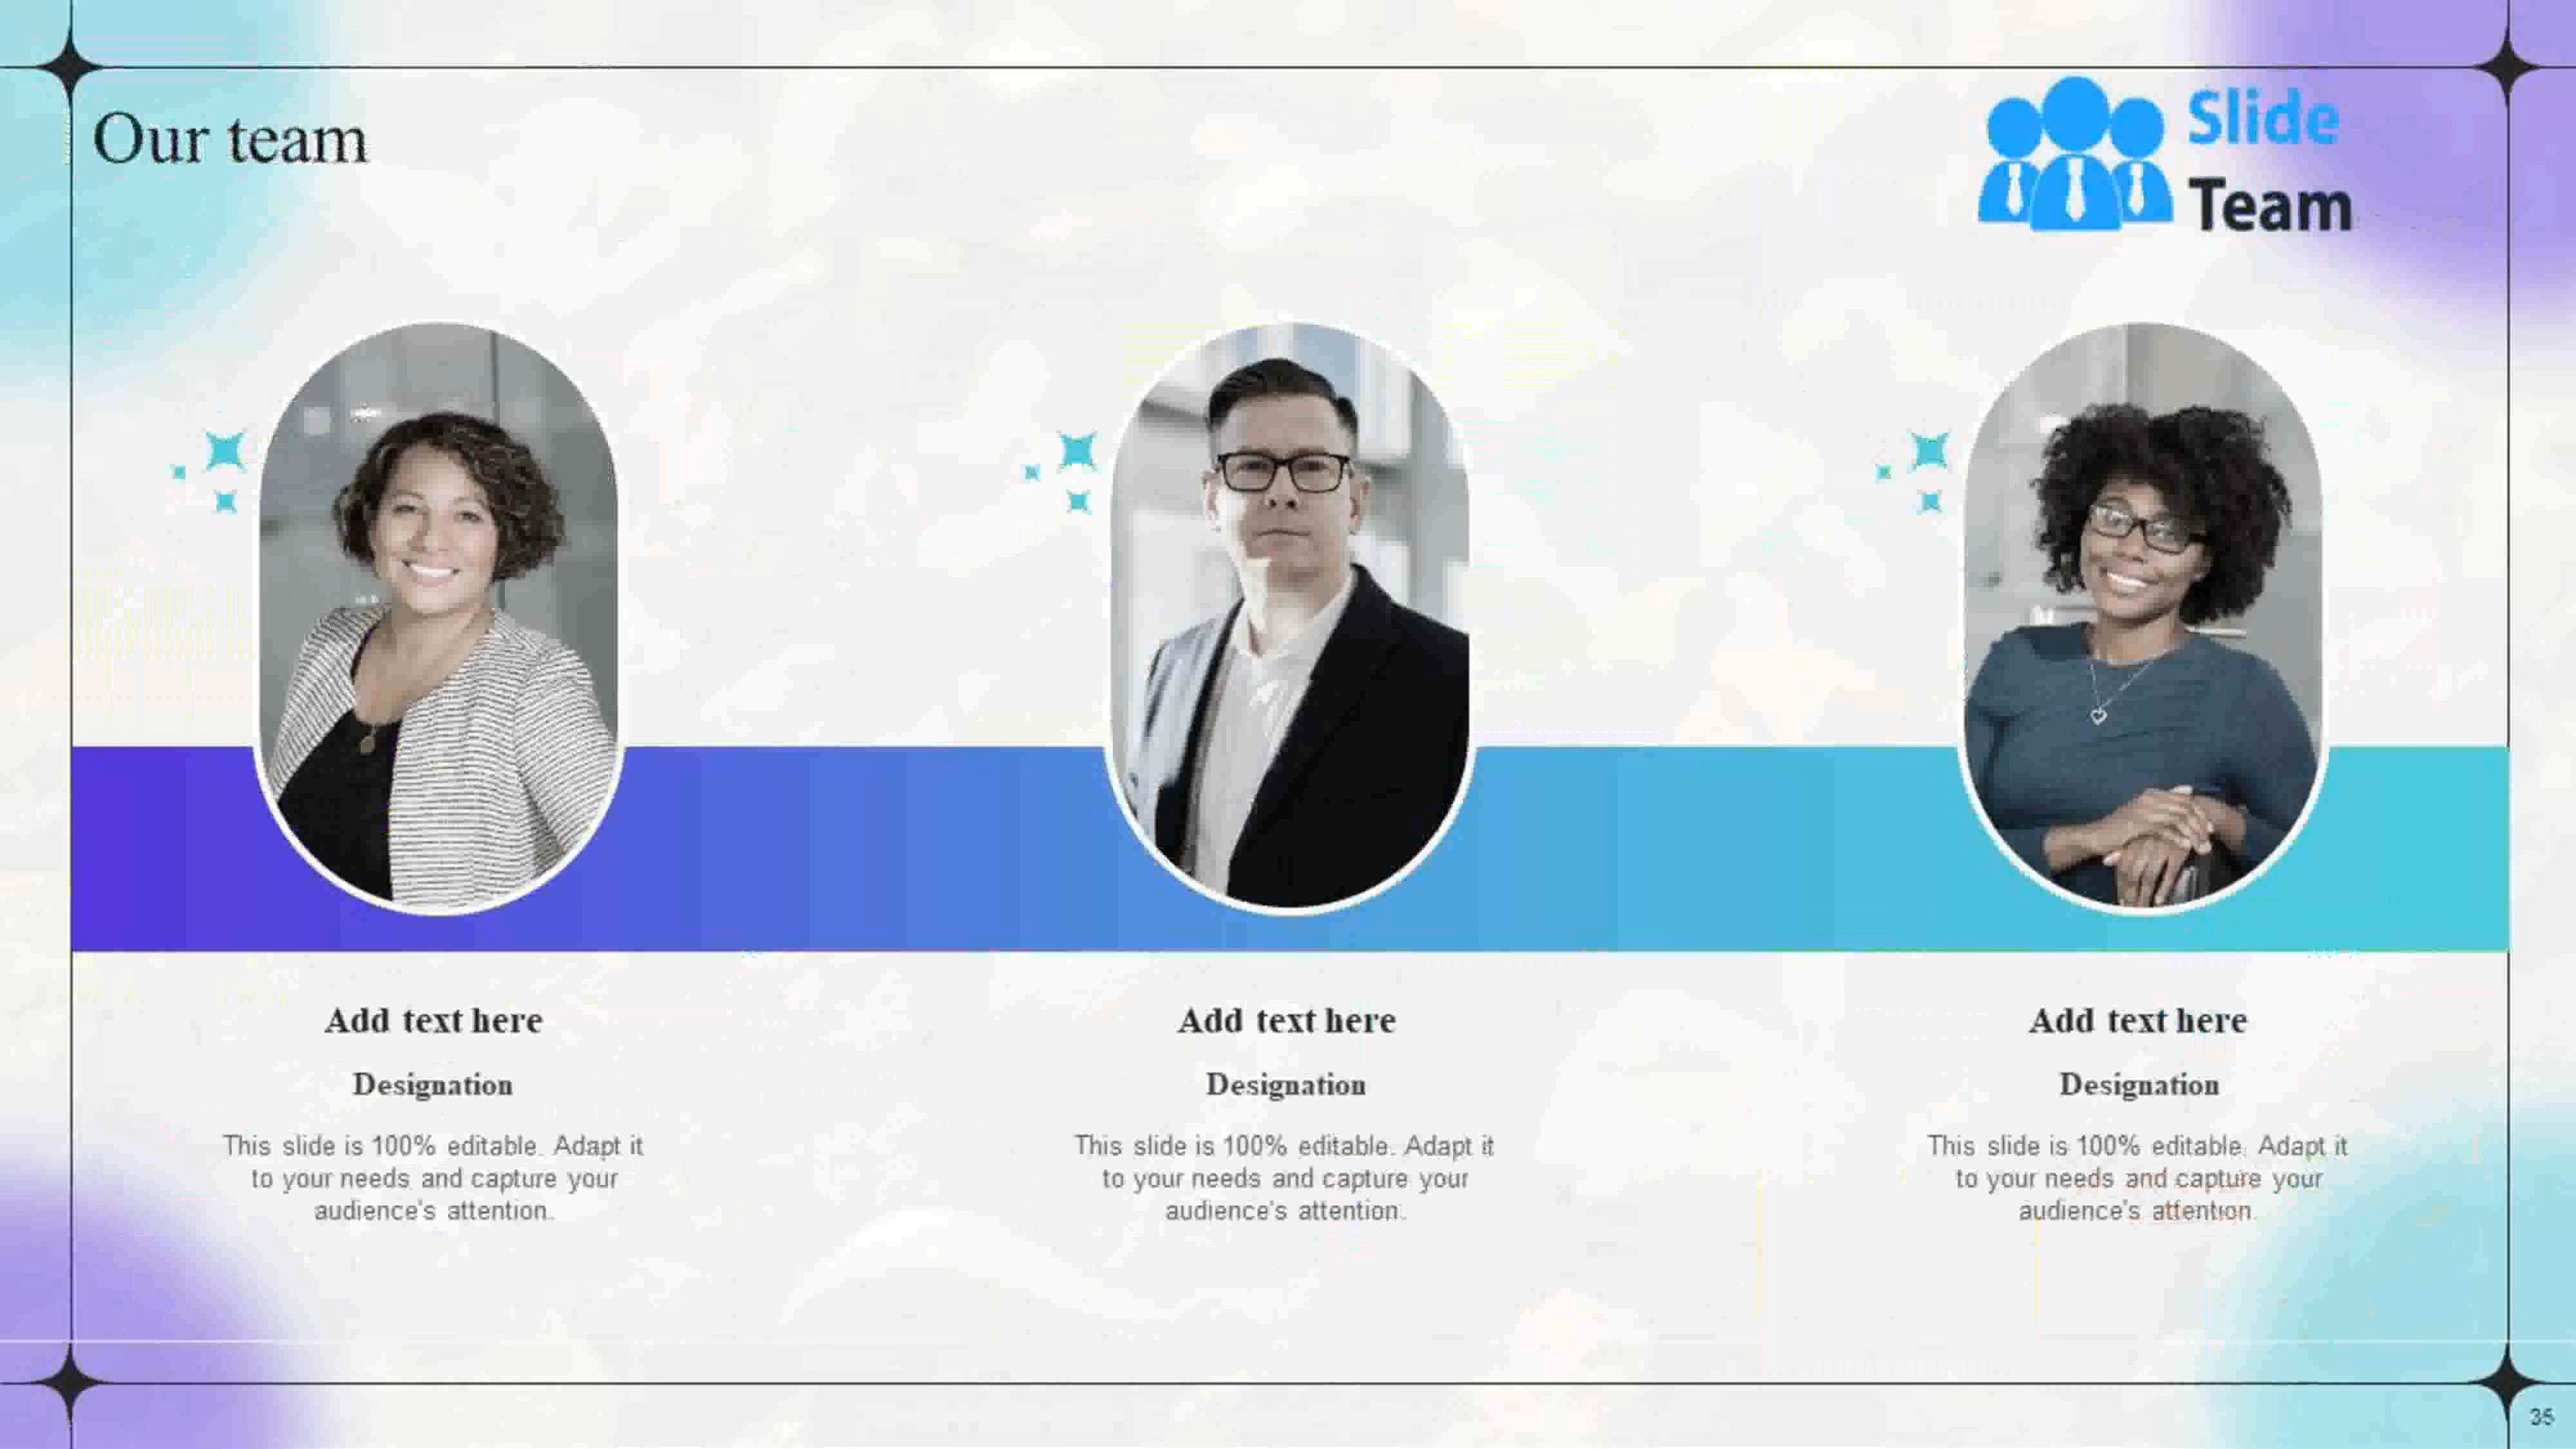 Our team
Slide
Team
Add text here
Designation
This slide is 100% editable. Adapt it
to your needs and capture your
audience's attention.
Add text here
Designation
This slide is 100% editable. Adapt it
to your needs and capture your
audience's attention.
Add text here
Designation
This slide is 100% editable. Adapt it
to your needs and capture your
audience's attention.
35